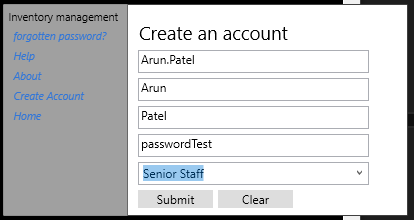 Inventory management
forgotten password?
Help
About
Create Account
Home
Create an account
Arun.Patel
Arun
Patel
passwordTest
Senior Staff
Submit
Clear